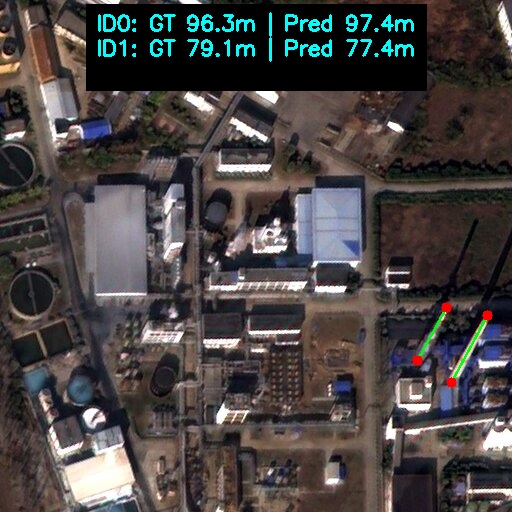 ID0: GT 96.3m | Pred 97.4m
ID1: GT 79.1m | Pred 77.4m